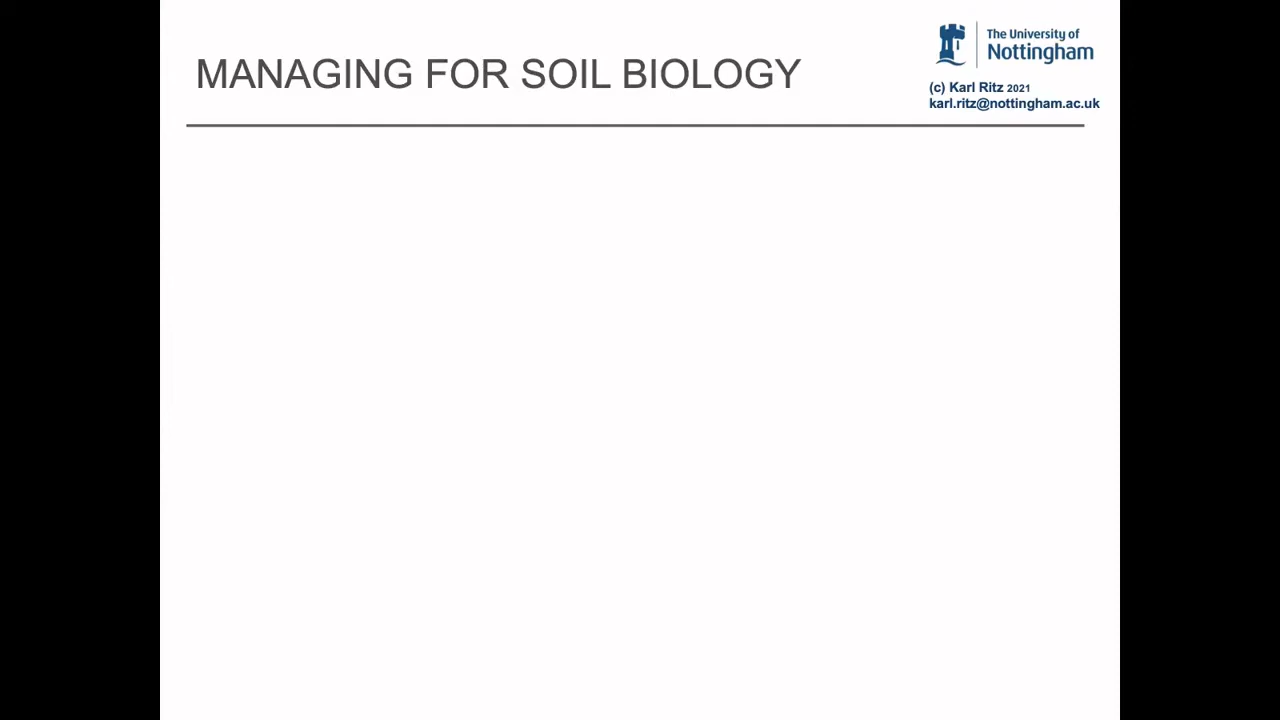 MANAGING FOR SOIL BIOLOGY
The University of
Nottingham
(c) Karl Ritz 2021
karl.ritz@nottingham.ac.uk